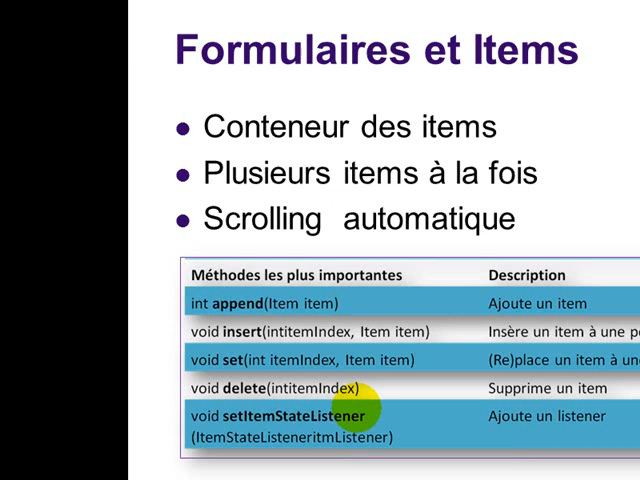 Formulaires et Items
Conteneur des items
Plusieurs items à la fois
Scrolling automatique
Méthodes les plus importantes Description
int append(Item item) Ajoute un item
void insert(intitemIndex, Item item) Insère un item à une
void set(int itemIndex, Item item) (Re)place un item à
void delete(intitemIndex) Supprime un item
void setItemStateListener Ajoute un listener
(ItemStateListeneritmListener)